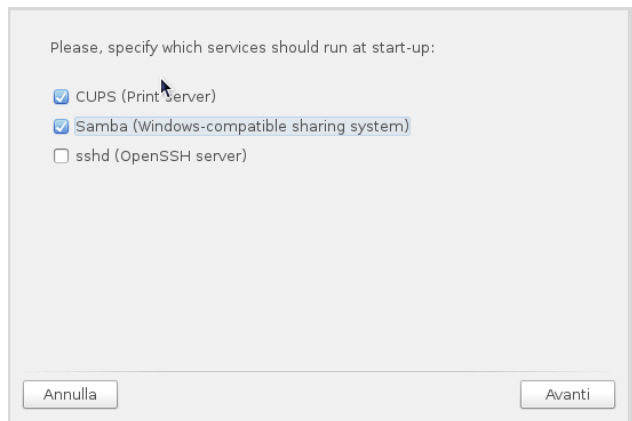 Please, specify which services should run at start-up:
CUPS (Print Server)
Samba (Windows-compatible sharing system)
sshd (OpenSSH server)
Annulla
Avanti